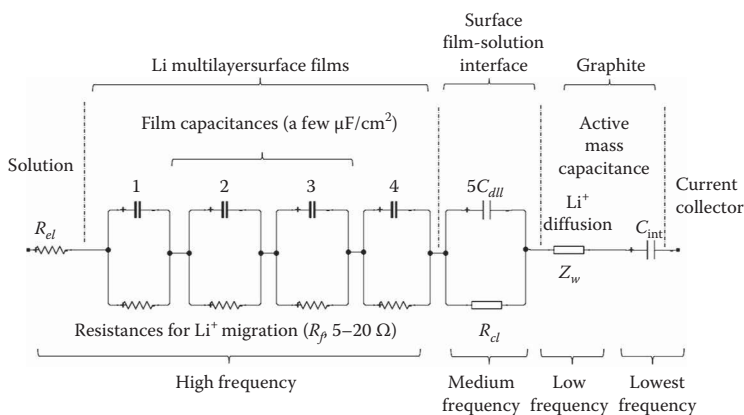 Surface
film-solution
interface
Li multilayersurface films
Graphite
Film capacitances (a few μF/cm²)
Active
mass
capacitance
Solution
Current
collector
1
2
3
4
5C_dll
Li⁺
diffusion
R_el
C_int
Z_w
Resistances for Li⁺ migration (R_f, 5–20 Ω)
R_cl
High frequency
Medium
frequency
Low
frequency
Lowest
frequency